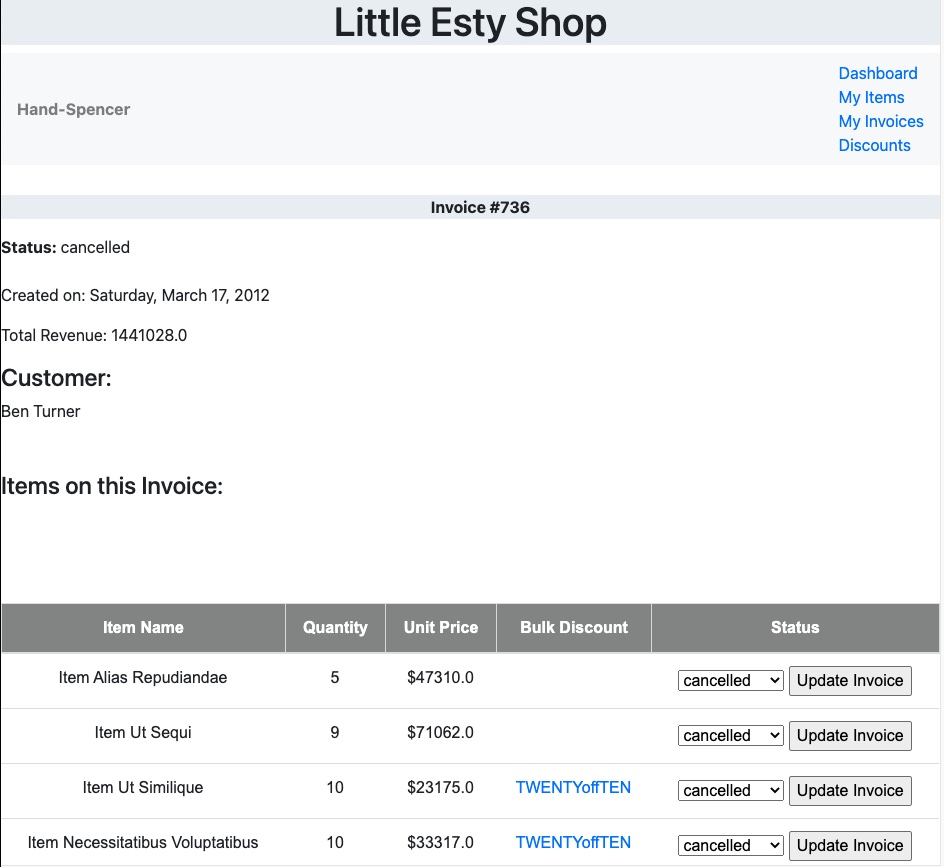 Little Esty Shop
Hand-Spencer
Dashboard
My Items
My Invoices
Discounts
Invoice #736
Status: cancelled
Created on: Saturday, March 17, 2012
Total Revenue: 1441028.0
Customer:
Ben Turner
Items on this Invoice:
Item Name Quantity Unit Price Bulk Discount Status
Item Alias Repudiandae 5 $47310.0 cancelled Update Invoice
Item Ut Sequi 9 $71062.0 cancelled Update Invoice
Item Ut Similique 10 $23175.0 TWENTYoffTEN cancelled Update Invoice
Item Necessitatibus Voluptatibus 10 $33317.0 TWENTYoffTEN cancelled Update Invoice